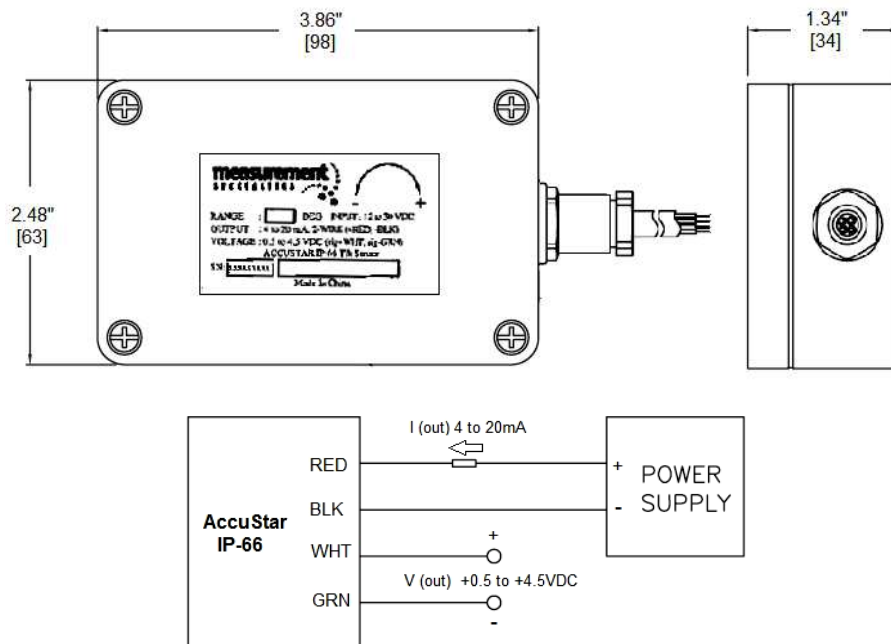 3.86"
[98]
1.34"
[34]
2.48"
[63]
measurement
SPECIALTIES
- +
RANGE : DEG INPUT : 12 to 30 VDC
OUTPUT : 4 to 20 mA, 2-WIRE (+RED, -BLK)
VOLTAGE : 0.5 to 4.5 VDC (sig+WHT, sig-GRN)
ACCUSTAR IP-66 Tilt Sensor
SN:
Made In China
I (out) 4 to 20mA
RED
+
POWER
SUPPLY
BLK
-
AccuStar
IP-66
WHT
+
V (out) +0.5 to +4.5VDC
GRN
-